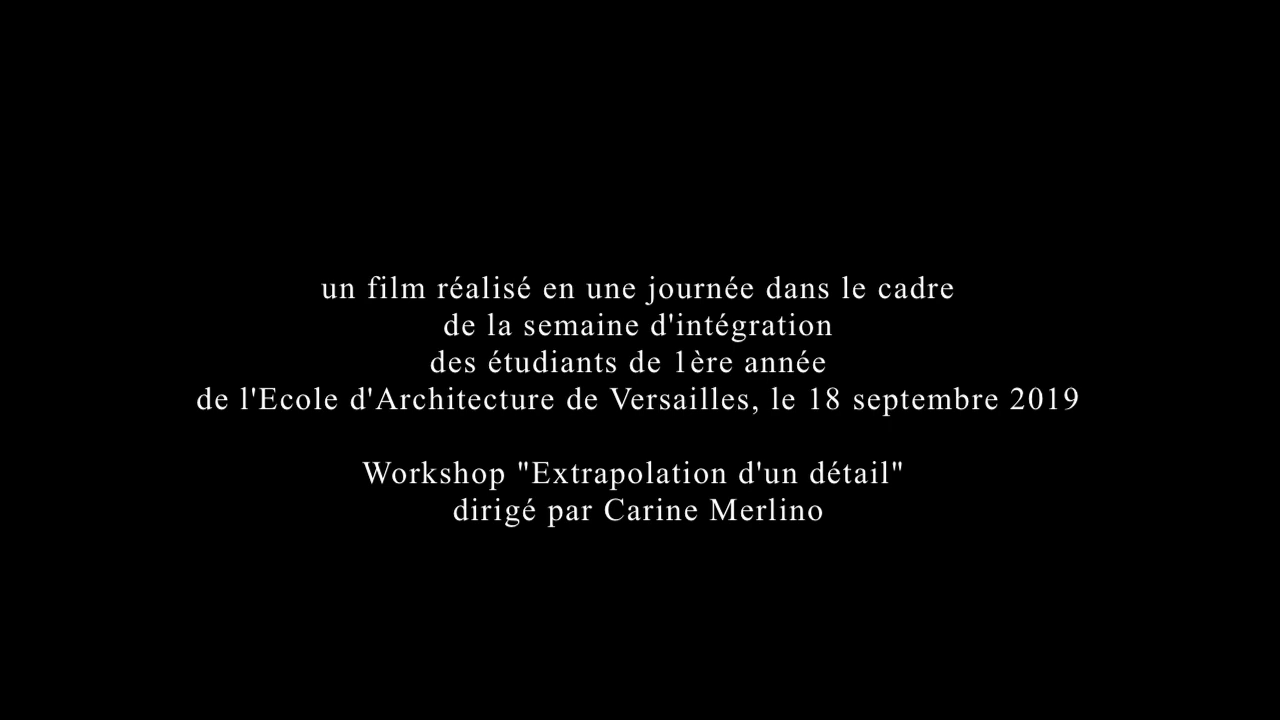 un film réalisé en une journée dans le cadre
de la semaine d'intégration
des étudiants de 1ère année
de l'Ecole d'Architecture de Versailles, le 18 septembre 2019
Workshop "Extrapolation d'un détail"
dirigé par Carine Merlino